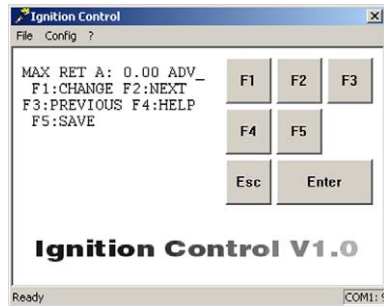 Ignition Control
File Config ?
MAX RET A: 0.00 ADV_
F1:CHANGE F2:NEXT
F3:PREVIOUS F4:HELP
F5:SAVE
F1 F2 F3
F4 F5
Esc Enter
Ignition Control V1.0
Ready COM1: